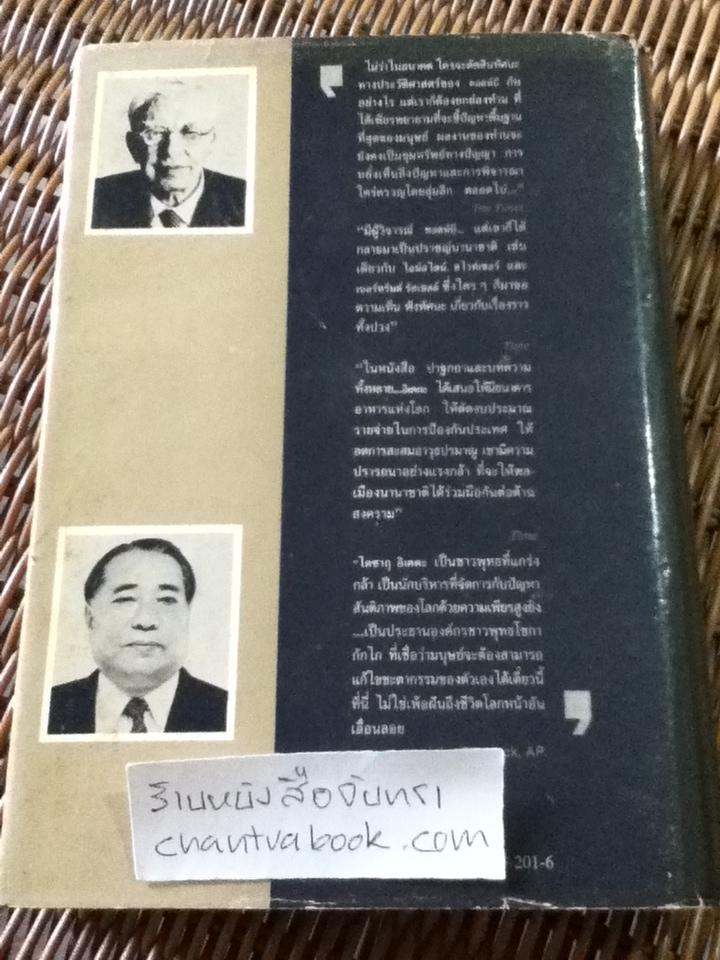 ไม่ว่าในอนาคต ใครจะตัดสินทัศนะ
ทางประวัติศาสตร์ของ ทอยน์บี กัน
อย่างไร แต่เราก็ต้องยกย่องท่าน ที่
ได้เพียรพยายามที่จะชี้ปัญหาพื้นฐาน
ที่สุดของมนุษย์ ผลงานของท่านจะ
ยังคงเป็นขุมทรัพย์ทางปัญญา การ
หยั่งเห็นถึงปัญหาและการพิจารณา
ใคร่ครวญโดยสุขุมลึก ตลอดไป..."
The Times
"มีผู้วิจารณ์ ทอยน์บี... แต่เขาก็ได้
กลายมาเป็นปราชญ์นานาชาติ เช่น
เดียวกับ ไอน์สไตน์, ชไวท์เซอร์ และ
เบอร์ทรันด์ รัสเซลล์ ซึ่งใคร ๆ ก็มาขอ
ความเห็น ฟังทัศนะ เกี่ยวกับเรื่องราว
ทั้งปวง"
Time
"ในหนังสือ ปาฐกถาและบทความ
ทั้งหลาย...อิเคดะ ได้เสนอให้มีธนาคาร
อาหารแห่งโลก ให้ตัดงบประมาณ
รายจ่ายในการป้องกันประเทศ ให้
ลดการสะสมอาวุธปรมาณู เขามีความ
ปรารถนาอย่างแรงกล้า ที่จะให้พล-
เมืองนานาชาติได้ร่วมมือกันต่อต้าน
สงคราม"
Time
"ไดซากุ อิเคดะ เป็นชาวพุทธที่แกร่ง
กล้า เป็นนักบริหารที่จัดการกับปัญหา
สันติภาพของโลกด้วยความเพียรสูงยิ่ง
...เป็นประธานองค์กรชาวพุทธโซกา
กักไก ที่เชื่อว่ามนุษย์จะต้องสามารถ
แก้ไขชะตากรรมของตัวเองได้เดี๋ยวนี้
ที่นี่ ไม่ใช่เพ้อฝันถึงชีวิตโลกหน้าอัน
เลื่อนลอย
ck, AP.
ร้านหนังสือจันทรา
chantrabook.com
201-6